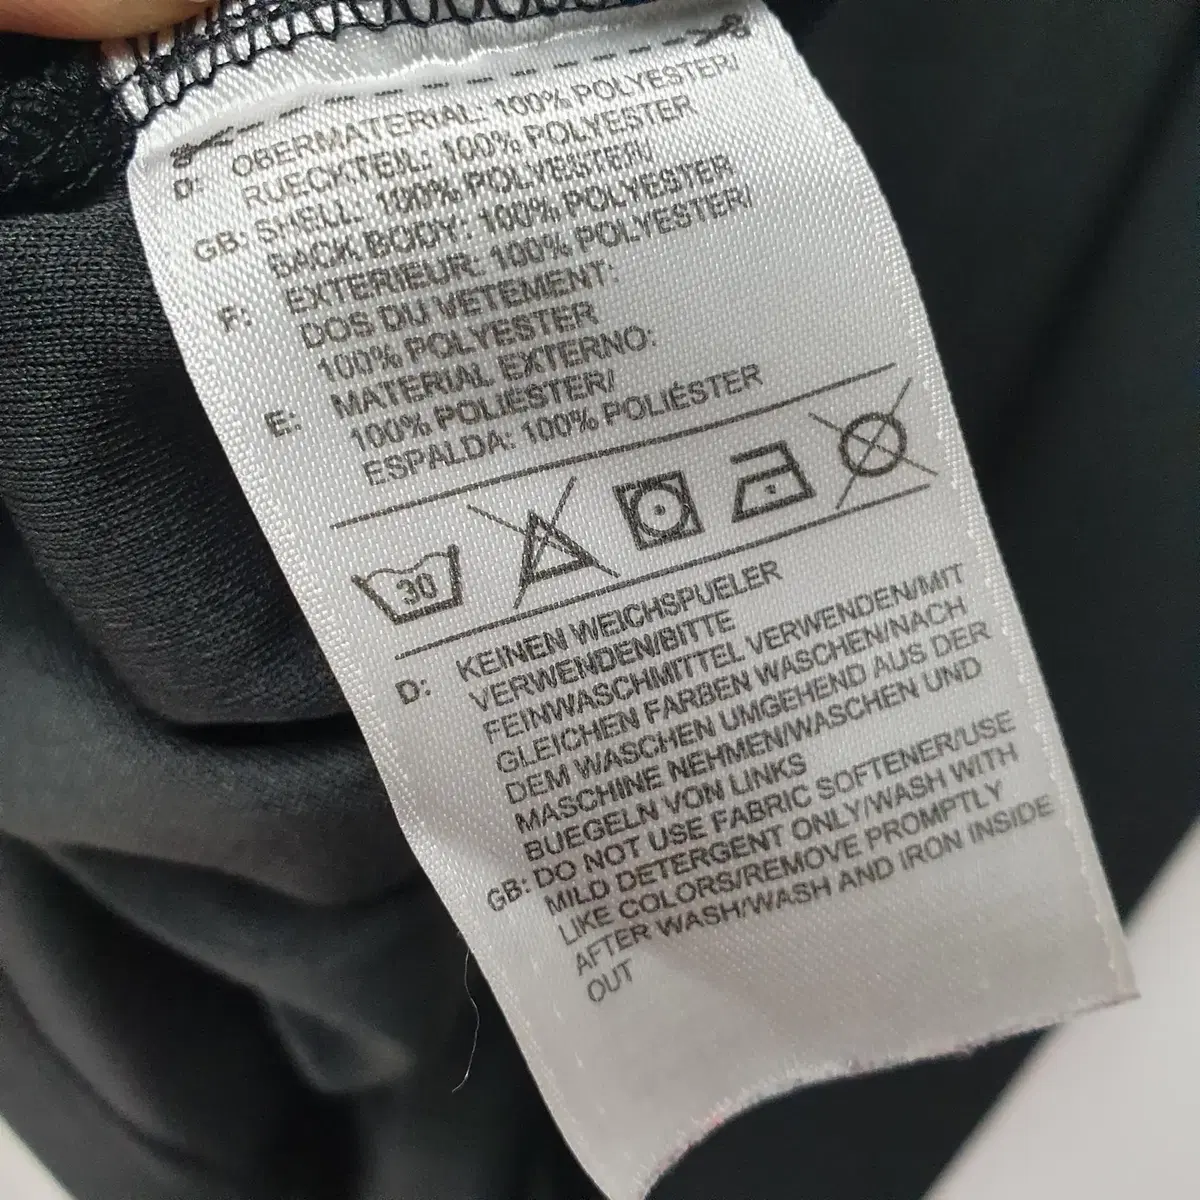 D: OBERMATERIAL: 100% POLYESTER/
RUECKTEIL: 100% POLYESTER
GB: SHELL: 100% POLYESTER/
BACK BODY: 100% POLYESTER
F: EXTERIEUR: 100% POLYESTER/
DOS DU VETEMENT:
100% POLYESTER
E: MATERIAL EXTERNO:
100% POLIESTER/
ESPALDA: 100% POLIÉSTER
30
D: KEINEN WEICHSPUELER
VERWENDEN/BITTE
FEINWASCHMITTEL VERWENDEN/MIT
GLEICHEN FARBEN WASCHEN/NACH
DEM WASCHEN UMGEHEND AUS DER
MASCHINE NEHMEN/WASCHEN UND
BUEGELN VON LINKS
GB: DO NOT USE FABRIC SOFTENER/USE
MILD DETERGENT ONLY/WASH WITH
LIKE COLORS/REMOVE PROMPTLY
AFTER WASH/WASH AND IRON INSIDE
OUT